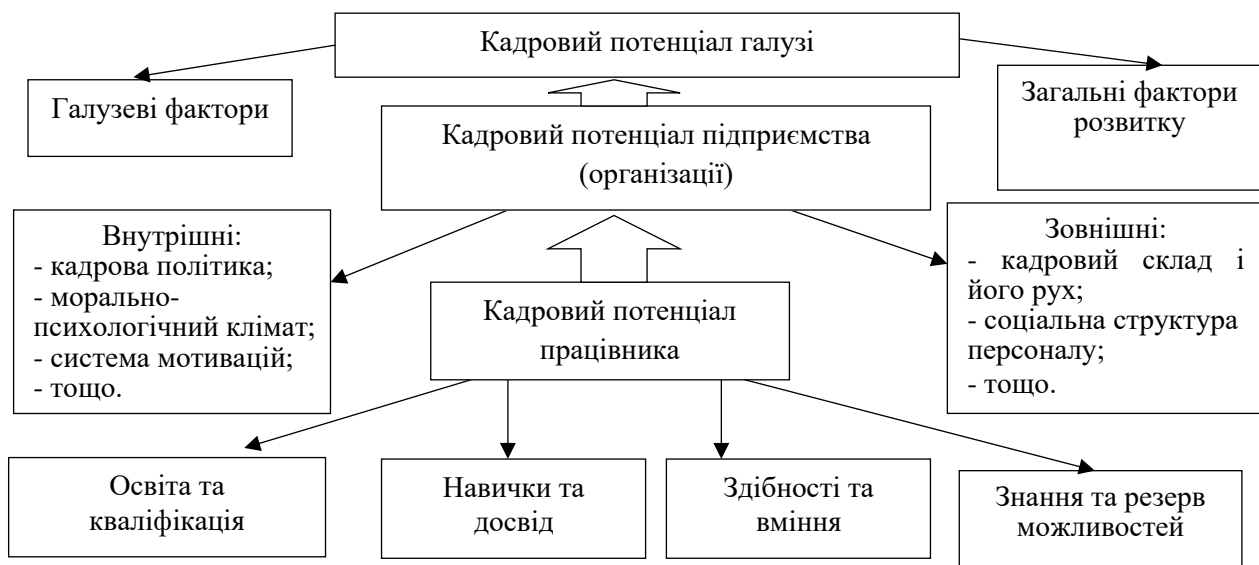 Кадровий потенціал галузі
Галузеві фактори
Загальні фактори
розвитку
Кадровий потенціал підприємства
(організації)
Внутрішні:
- кадрова політика;
- морально-
психологічний клімат;
- система мотивацій;
- тощо.
Зовнішні:
- кадровий склад і
його рух;
- соціальна структура
персоналу;
- тощо.
Кадровий потенціал
працівника
Освіта та
кваліфікація
Навички та
досвід
Здібності та
вміння
Знання та резерв
можливостей